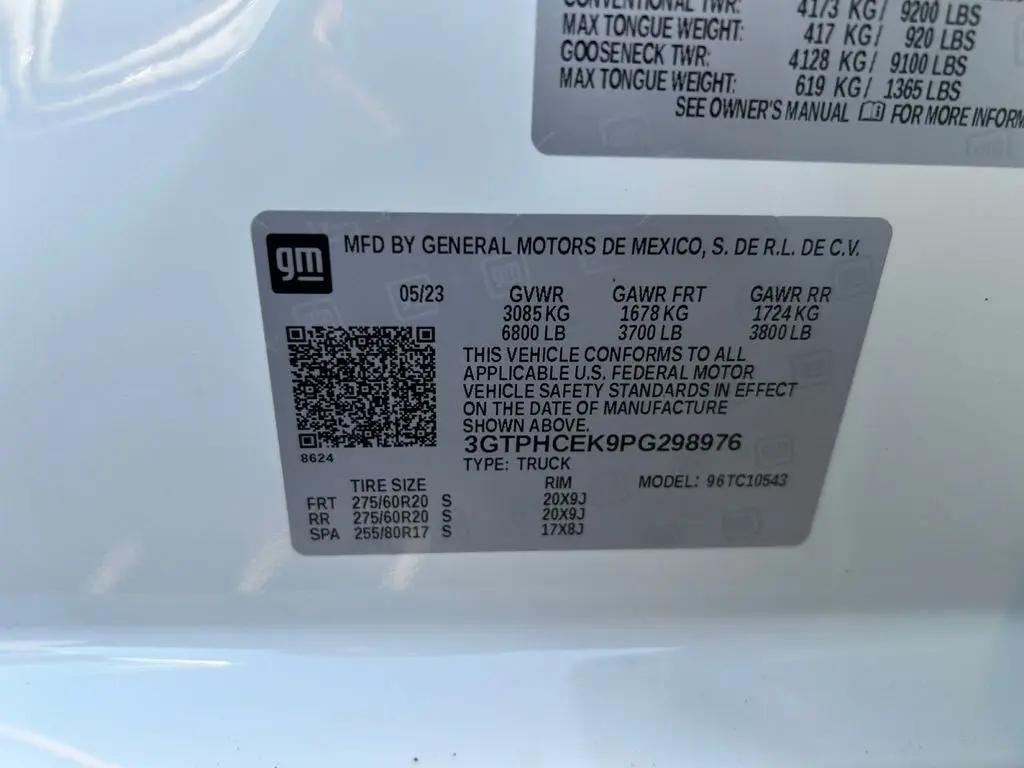 CONVENTIONAL TWR: 4173 KG/ 9200 LBS
MAX TONGUE WEIGHT: 417 KG/ 920 LBS
GOOSENECK TWR: 4128 KG/ 9100 LBS
MAX TONGUE WEIGHT: 619 KG/ 1365 LBS
SEE OWNER'S MANUAL FOR MORE INFORM
gm MFD BY GENERAL MOTORS DE MEXICO, S. DE R.L. DE C.V.
05/23 GVWR GAWR FRT GAWR RR
3085 KG 1678 KG 1724 KG
6800 LB 3700 LB 3800 LB
THIS VEHICLE CONFORMS TO ALL
APPLICABLE U.S. FEDERAL MOTOR
VEHICLE SAFETY STANDARDS IN EFFECT
ON THE DATE OF MANUFACTURE
SHOWN ABOVE.
3GTPHCEK9PG298976
8624
TYPE: TRUCK
TIRE SIZE RIM MODEL: 96TC10543
FRT 275/60R20 S 20X9J
RR 275/60R20 S 20X9J
SPA 255/80R17 S 17X8J